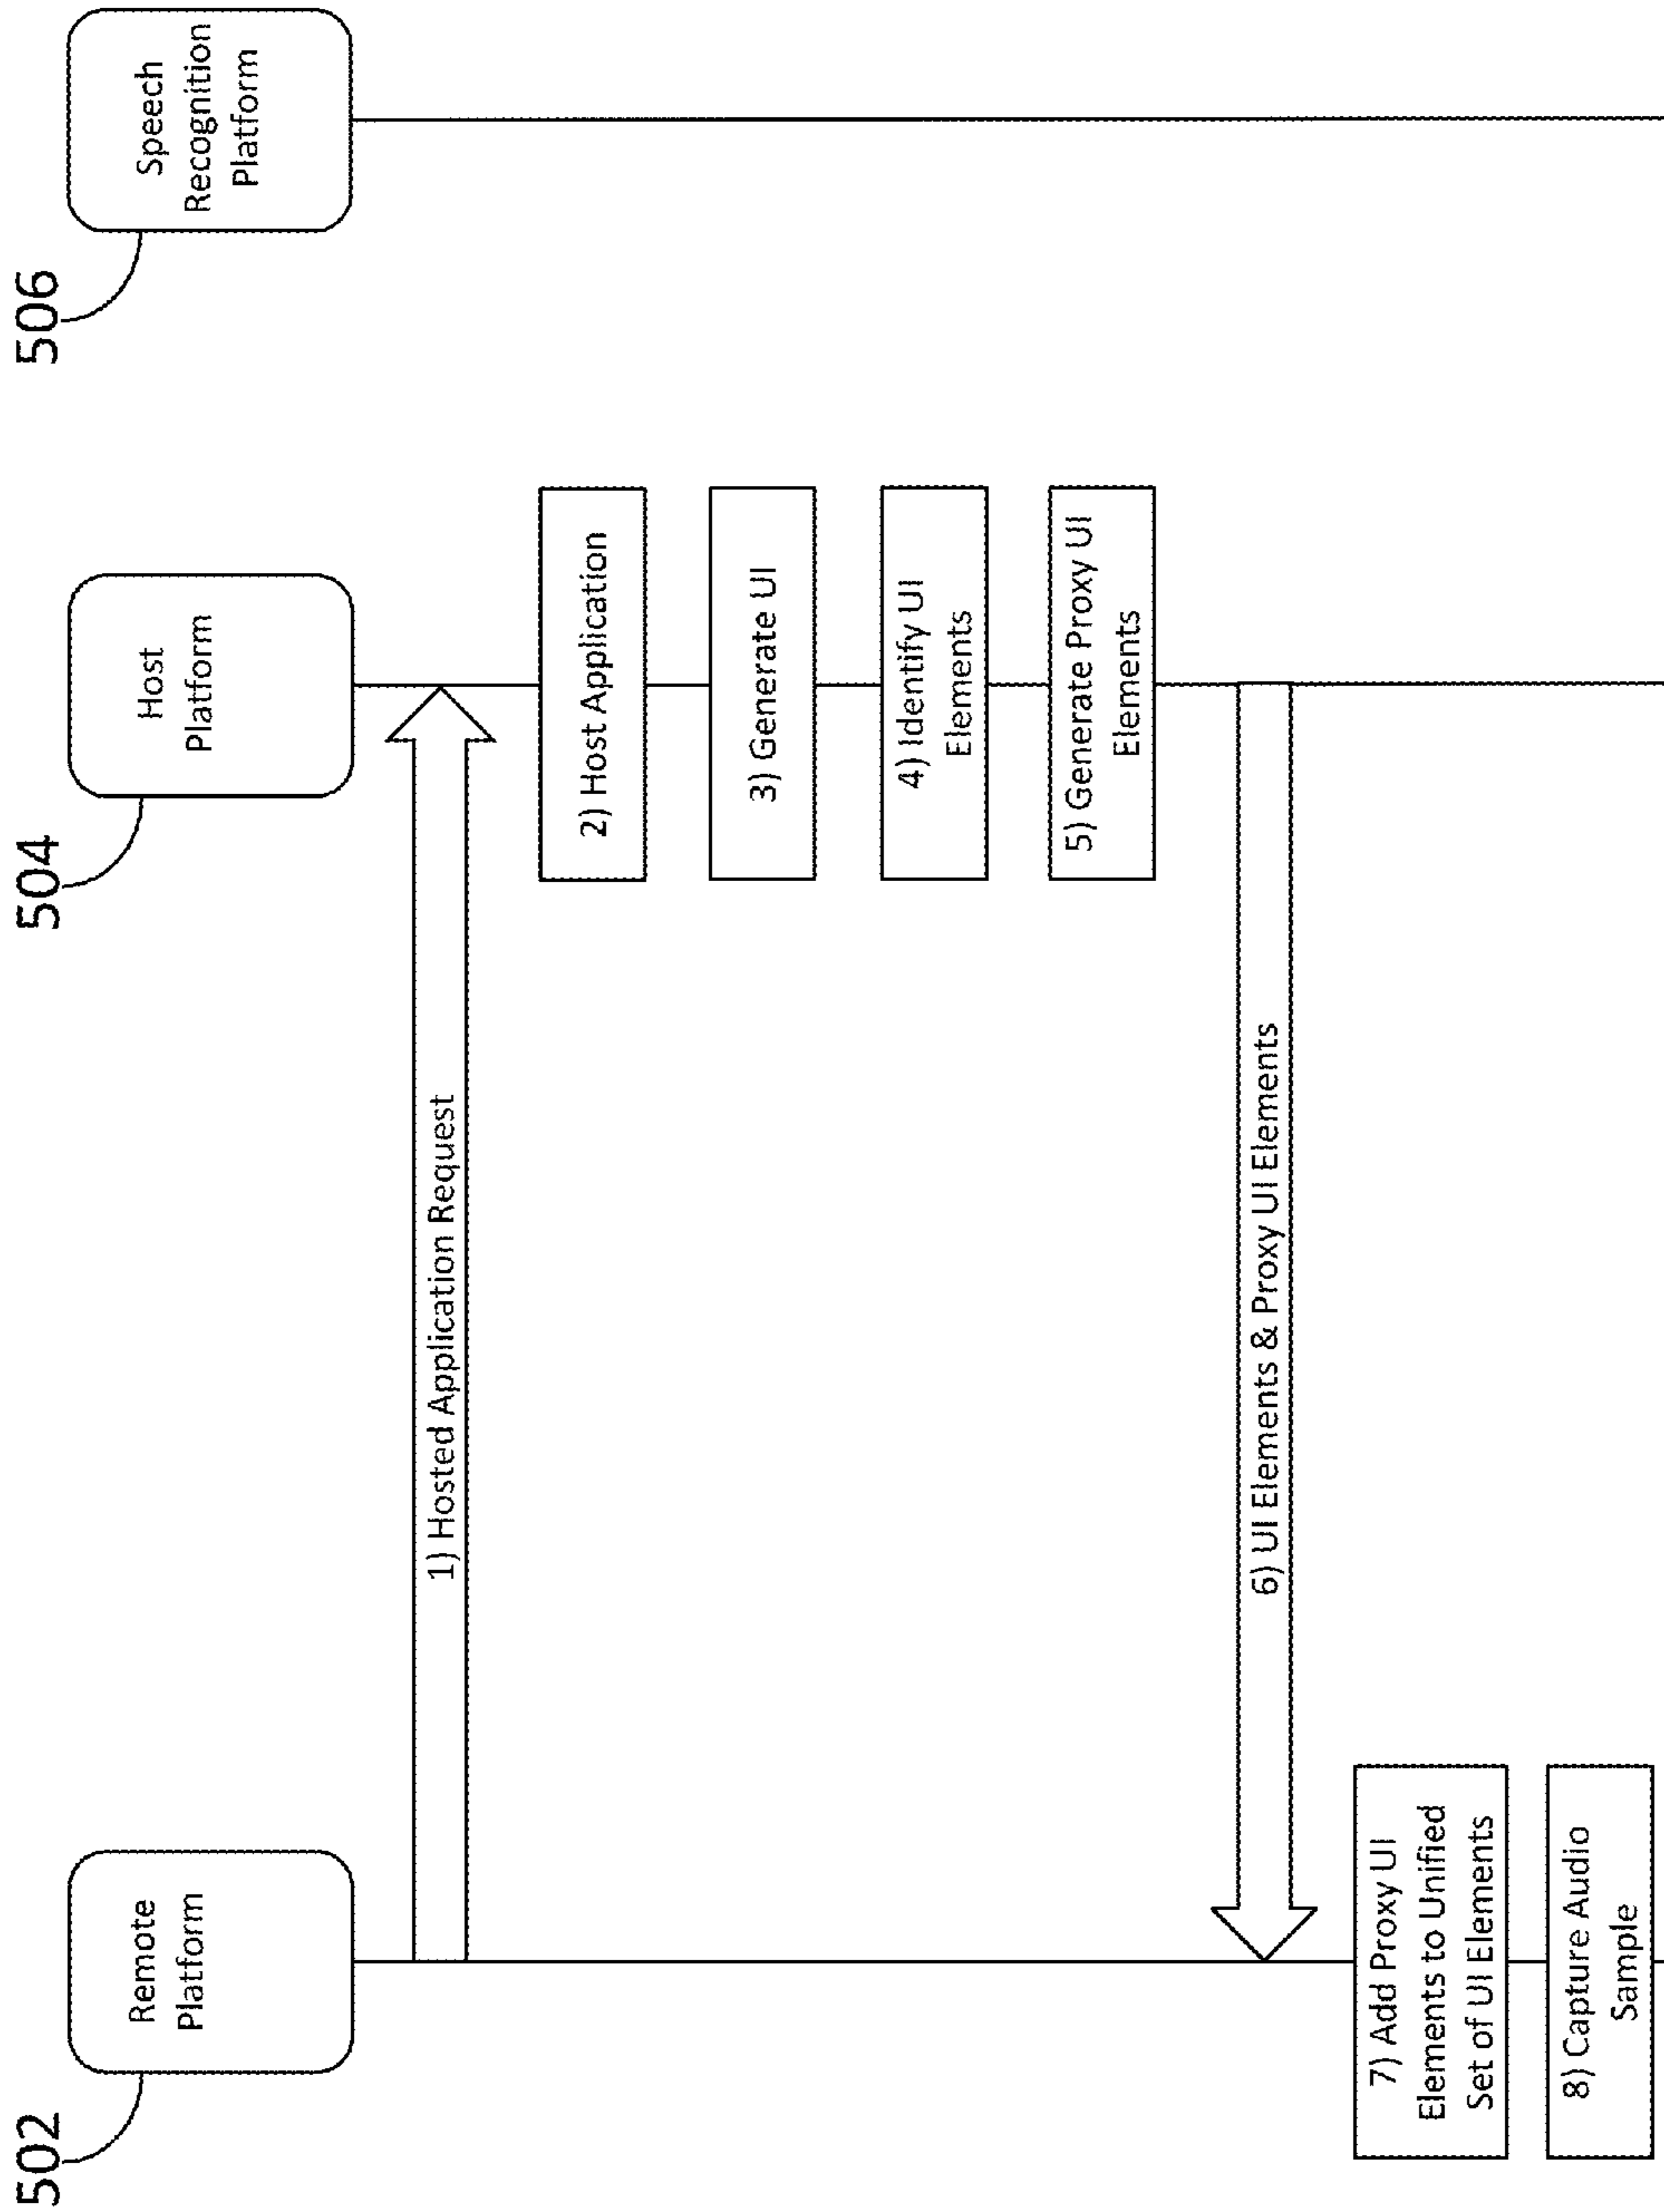 502
Remote
Platform
504
Host
Platform
506
Speech
Recognition
Platform
1) Hosted Application Request
2) Host Application
3) Generate UI
4) Identify UI
Elements
5) Generate Proxy UI
Elements
6) UI Elements & Proxy UI Elements
7) Add Proxy UI
Elements to Unified
Set of UI Elements
8) Capture Audio
Sample